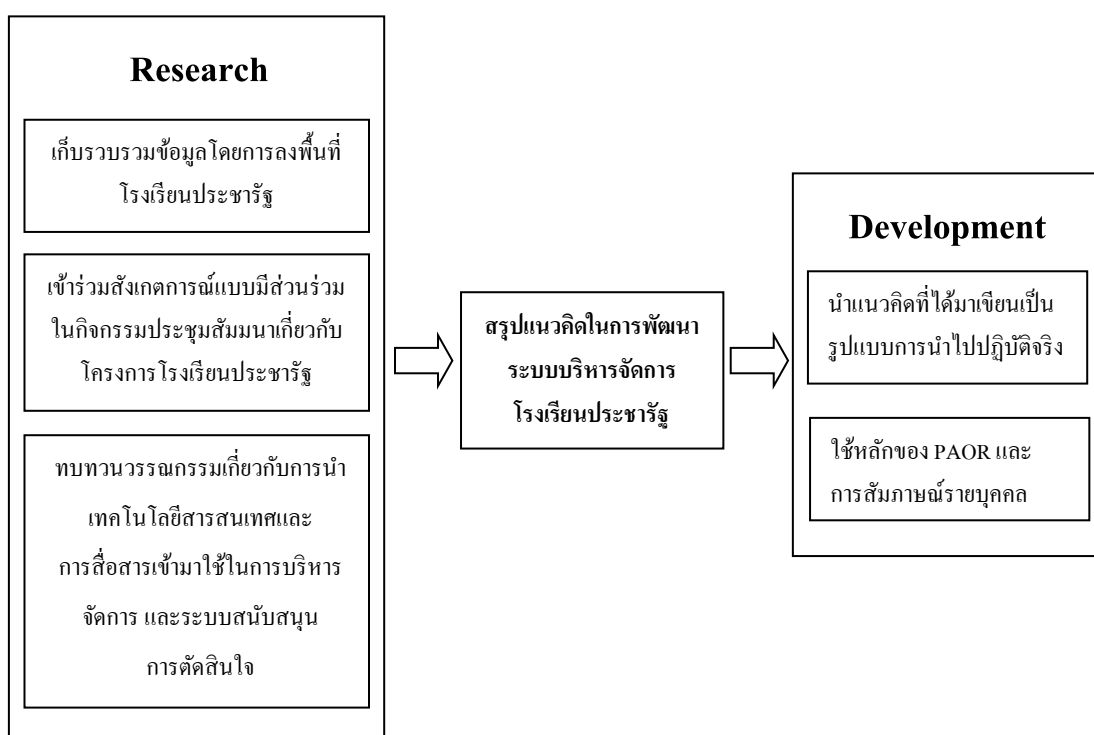 Research
เก็บรวบรวมข้อมูลโดยการลงพื้นที่
โรงเรียนประชารัฐ
เข้าร่วมสังเกตการณ์แบบมีส่วนร่วม
ในกิจกรรมประชุมสัมมนาเกี่ยวกับ
โครงการโรงเรียนประชารัฐ
ทบทวนวรรณกรรมเกี่ยวกับการนำ
เทคโนโลยีสารสนเทศและ
การสื่อสารเข้ามาใช้ในการบริหาร
จัดการ และระบบสนับสนุน
การตัดสินใจ
สรุปแนวคิดในการพัฒนา
ระบบบริหารจัดการ
โรงเรียนประชารัฐ
Development
นำแนวคิดที่ได้มาเขียนเป็น
รูปแบบการนำไปปฏิบัติจริง
ใช้หลักของ PAOR และ
การสัมภาษณ์รายบุคคล